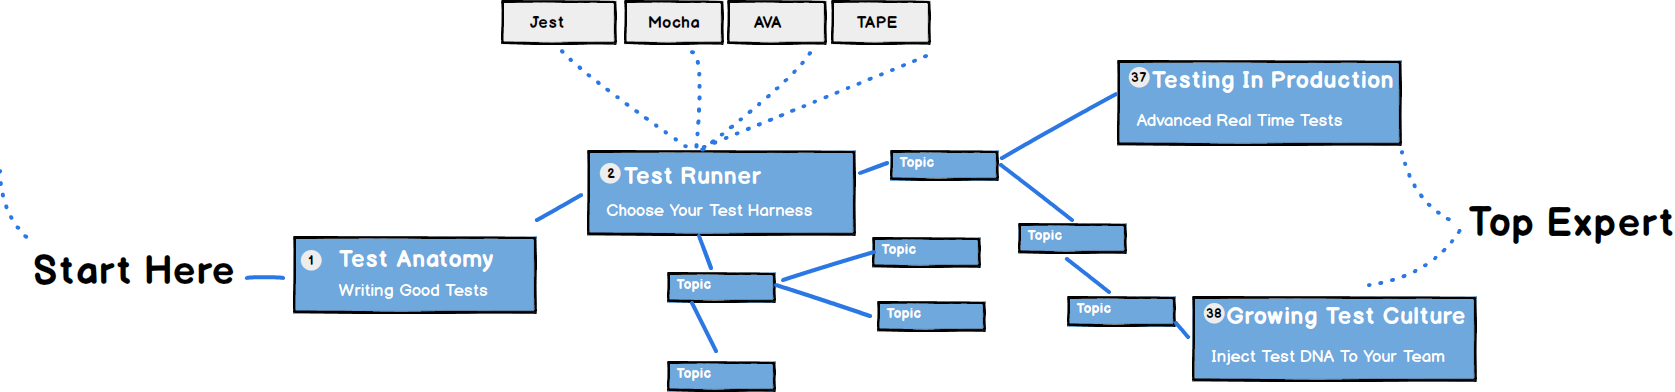 Jest
Mocha
AVA
TAPE
37 Testing In Production
Advanced Real Time Tests
2 Test Runner
Choose Your Test Harness
Topic
Top Expert
Start Here
1 Test Anatomy
Writing Good Tests
Topic
Topic
Topic
Topic
Topic
38 Growing Test Culture
Inject Test DNA To Your Team
Topic